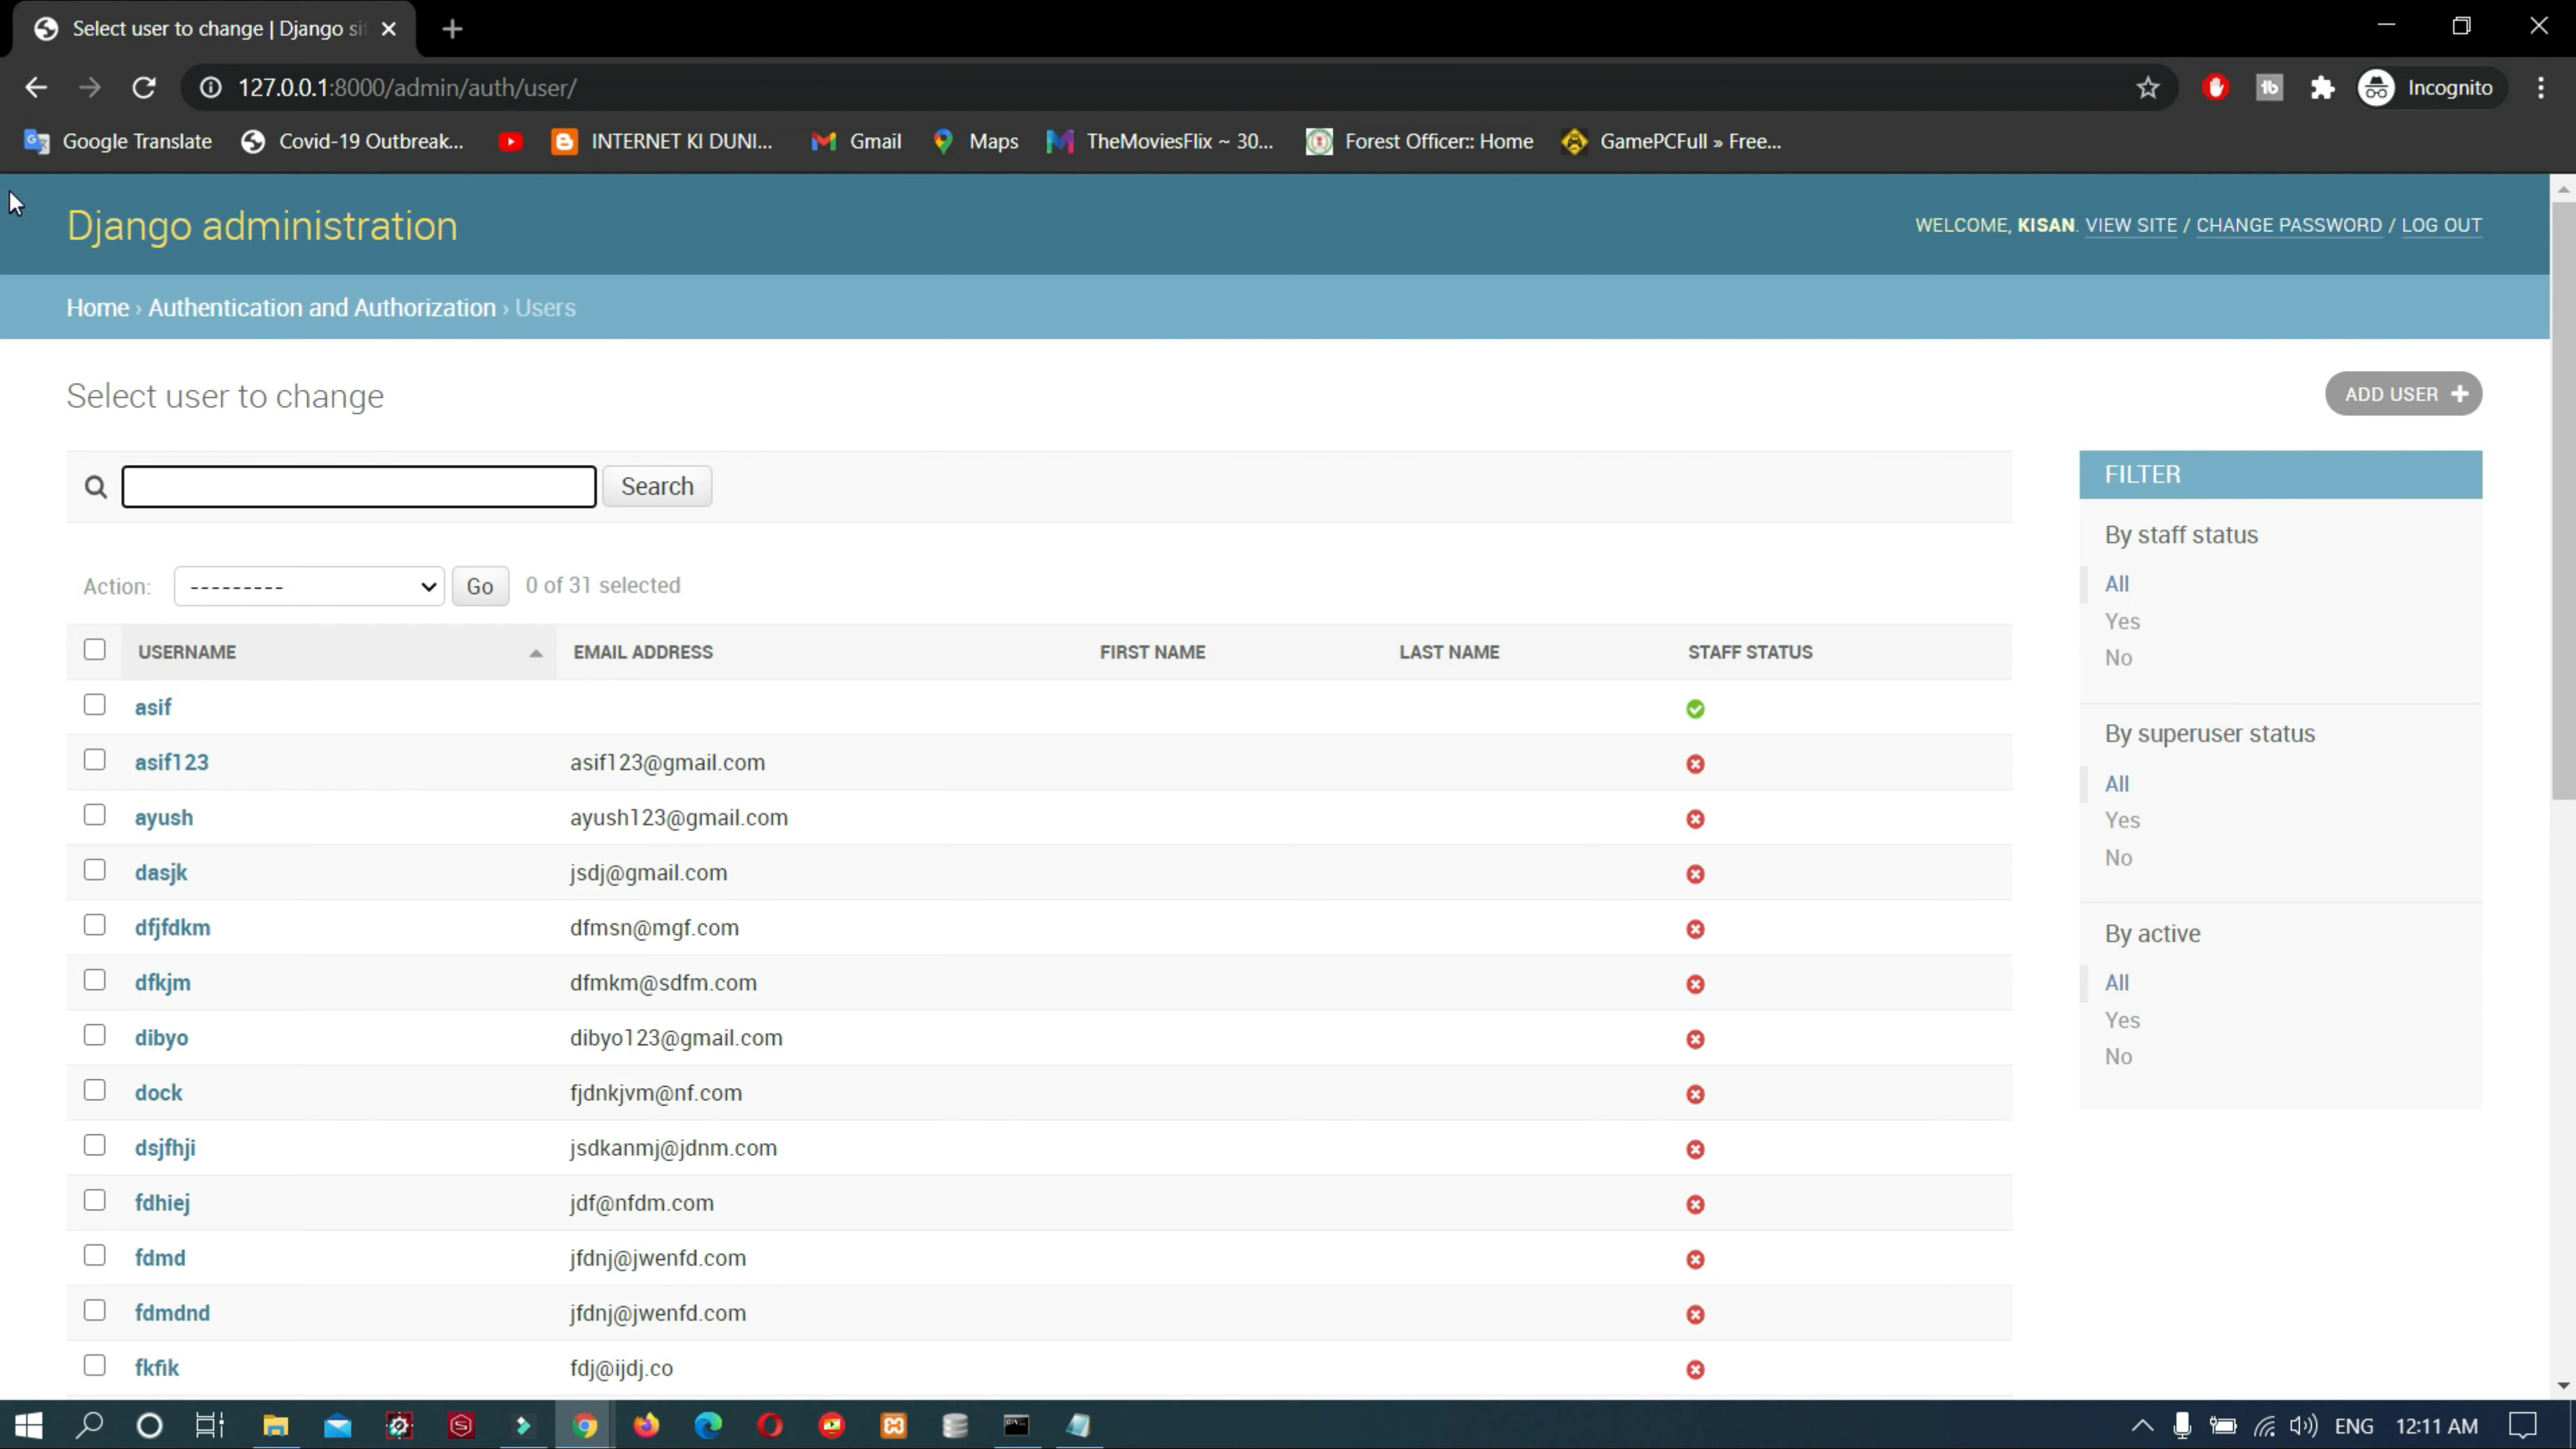 Select user to change | Django sit
127.0.0.1:8000/admin/auth/user/
Incognito
Google Translate
Covid-19 Outbreak...
INTERNET KI DUNI...
Gmail
Maps
TheMoviesFlix ~ 30...
Forest Officer:: Home
GamePCFull » Free...
Django administration
WELCOME, KISAN. VIEW SITE / CHANGE PASSWORD / LOG OUT
Home › Authentication and Authorization › Users
Select user to change
ADD USER +
Search
Action: --------- Go 0 of 31 selected
USERNAME EMAIL ADDRESS FIRST NAME LAST NAME STAFF STATUS
asif
asif123 asif123@gmail.com
ayush ayush123@gmail.com
dasjk jsdj@gmail.com
dfjfdkm dfmsn@mgf.com
dfkjm dfmkm@sdfm.com
dibyo dibyo123@gmail.com
dock fjdnkjvm@nf.com
dsjfhji jsdkanmj@jdnm.com
fdhiej jdf@nfdm.com
fdmd jfdnj@jwenfd.com
fdmdnd jfdnj@jwenfd.com
fkfik fdj@ijdj.co
FILTER
By staff status
All
Yes
No
By superuser status
All
Yes
No
By active
All
Yes
No
ENG 12:11 AM